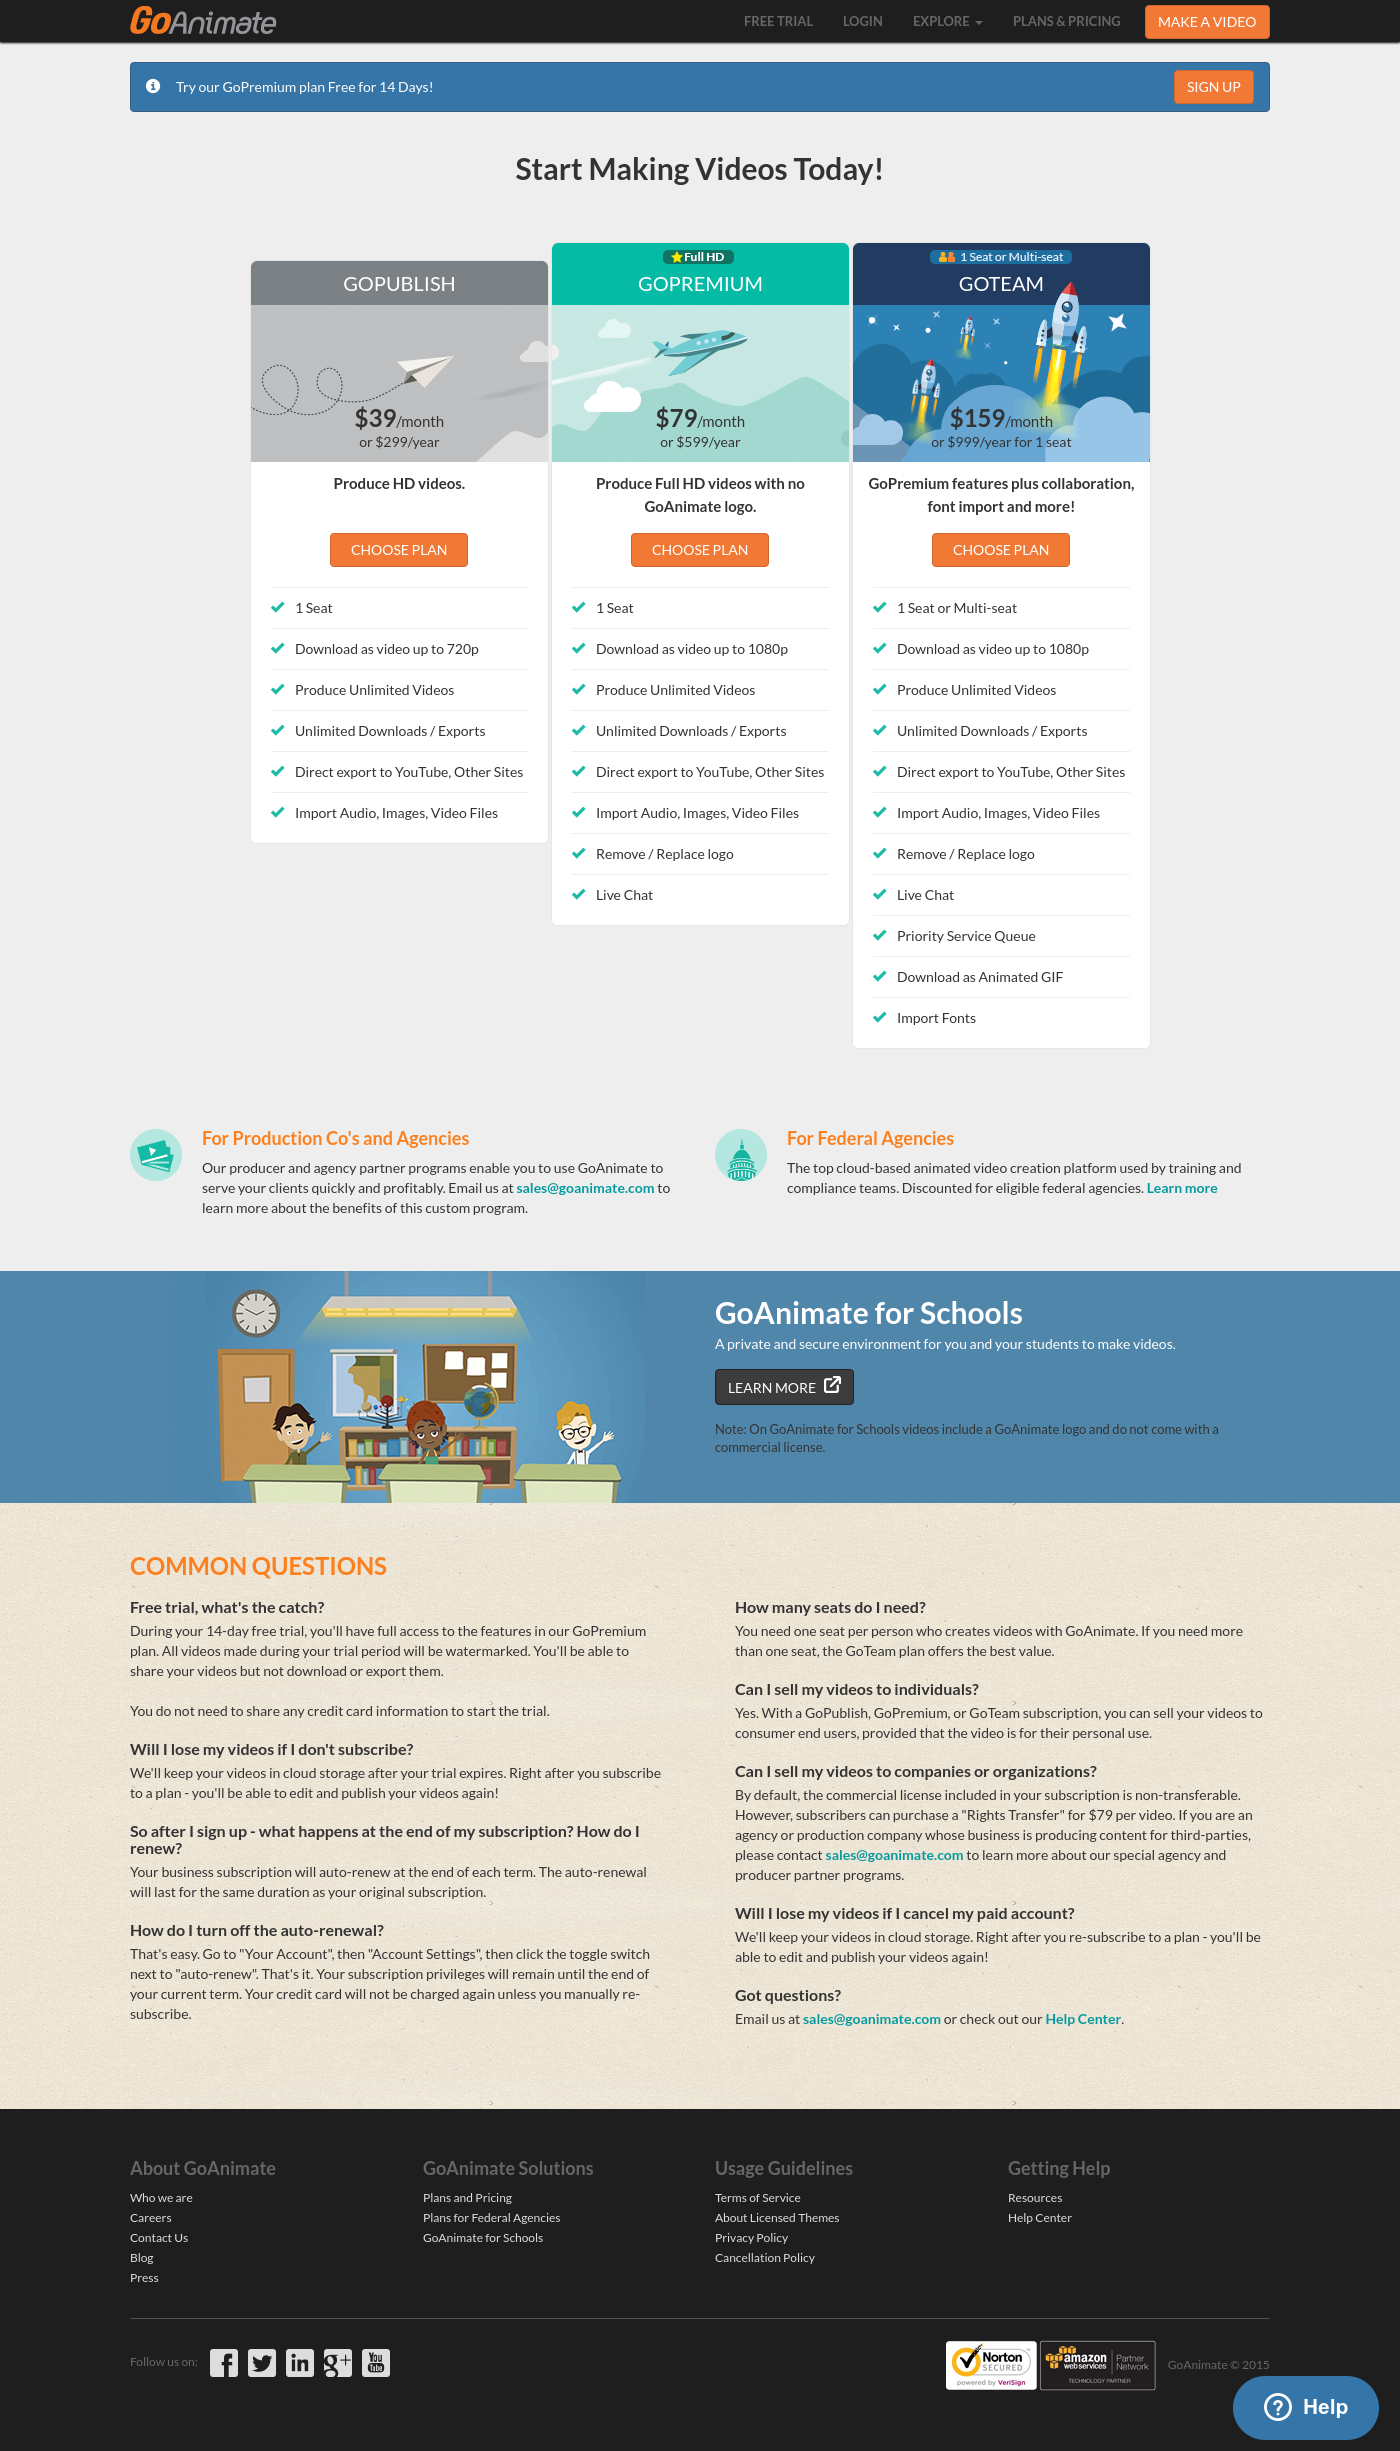 GoAnimate
FREE TRIAL
LOGIN
EXPLORE
PLANS & PRICING
MAKE A VIDEO
Try our GoPremium plan Free for 14 Days!
SIGN UP
Start Making Videos Today!
GOPUBLISH
$39/month
or $299/year
Produce HD videos.
CHOOSE PLAN
1 Seat
Download as video up to 720p
Produce Unlimited Videos
Unlimited Downloads / Exports
Direct export to YouTube, Other Sites
Import Audio, Images, Video Files
Full HD
GOPREMIUM
$79/month
or $599/year
Produce Full HD videos with no
GoAnimate logo.
CHOOSE PLAN
1 Seat
Download as video up to 1080p
Produce Unlimited Videos
Unlimited Downloads / Exports
Direct export to YouTube, Other Sites
Import Audio, Images, Video Files
Remove / Replace logo
Live Chat
1 Seat or Multi-seat
GOTEAM
$159/month
or $999/year for 1 seat
GoPremium features plus collaboration,
font import and more!
CHOOSE PLAN
1 Seat or Multi-seat
Download as video up to 1080p
Produce Unlimited Videos
Unlimited Downloads / Exports
Direct export to YouTube, Other Sites
Import Audio, Images, Video Files
Remove / Replace logo
Live Chat
Priority Service Queue
Download as Animated GIF
Import Fonts
For Production Co's and Agencies
Our producer and agency partner programs enable you to use GoAnimate to
serve your clients quickly and profitably. Email us at sales@goanimate.com to
learn more about the benefits of this custom program.
For Federal Agencies
The top cloud-based animated video creation platform used by training and
compliance teams. Discounted for eligible federal agencies. Learn more
GoAnimate for Schools
A private and secure environment for you and your students to make videos.
LEARN MORE
Note: On GoAnimate for Schools videos include a GoAnimate logo and do not come with a
commercial license.
COMMON QUESTIONS
Free trial, what's the catch?
During your 14-day free trial, you'll have full access to the features in our GoPremium
plan. All videos made during your trial period will be watermarked. You'll be able to
share your videos but not download or export them.
You do not need to share any credit card information to start the trial.
Will I lose my videos if I don't subscribe?
We'll keep your videos in cloud storage after your trial expires. Right after you subscribe
to a plan - you'll be able to edit and publish your videos again!
So after I sign up - what happens at the end of my subscription? How do I
renew?
Your business subscription will auto-renew at the end of each term. The auto-renewal
will last for the same duration as your original subscription.
How do I turn off the auto-renewal?
That's easy. Go to "Your Account", then "Account Settings", then click the toggle switch
next to "auto-renew". That's it. Your subscription privileges will remain until the end of
your current term. Your credit card will not be charged again unless you manually re-
subscribe.
How many seats do I need?
You need one seat per person who creates videos with GoAnimate. If you need more
than one seat, the GoTeam plan offers the best value.
Can I sell my videos to individuals?
Yes. With a GoPublish, GoPremium, or GoTeam subscription, you can sell your videos to
consumer end users, provided that the video is for their personal use.
Can I sell my videos to companies or organizations?
By default, the commercial license included in your subscription is non-transferable.
However, subscribers can purchase a "Rights Transfer" for $79 per video. If you are an
agency or production company whose business is producing content for third-parties,
please contact sales@goanimate.com to learn more about our special agency and
producer partner programs.
Will I lose my videos if I cancel my paid account?
We'll keep your videos in cloud storage. Right after you re-subscribe to a plan - you'll be
able to edit and publish your videos again!
Got questions?
Email us at sales@goanimate.com or check out our Help Center.
About GoAnimate
Who we are
Careers
Contact Us
Blog
Press
GoAnimate Solutions
Plans and Pricing
Plans for Federal Agencies
GoAnimate for Schools
Usage Guidelines
Terms of Service
About Licensed Themes
Privacy Policy
Cancellation Policy
Getting Help
Resources
Help Center
Follow us on:
in
g+
You
Tube
Norton
SECURED
powered by VeriSign
amazon
webservices
Partner
Network
TECHNOLOGY PARTNER
GoAnimate © 2015
Help